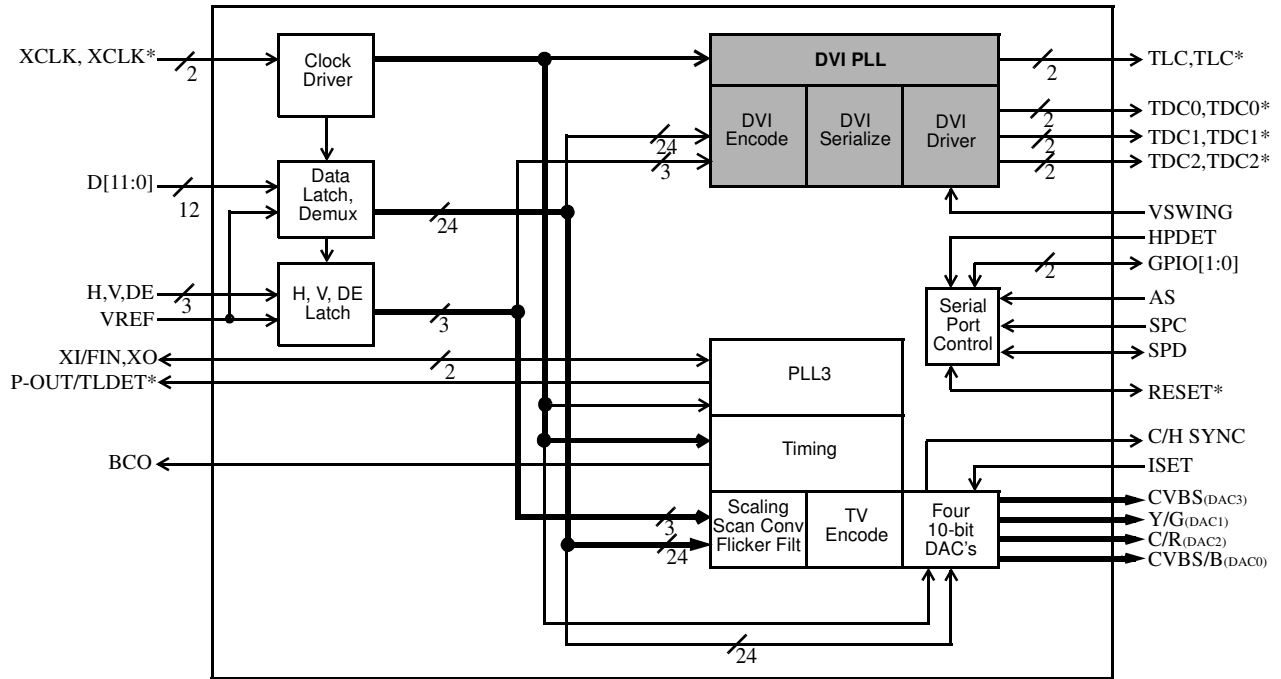 XCLK, XCLK*
2
Clock
Driver
DVI PLL
2
TLC,TLC*
DVI
Encode
DVI
Serialize
DVI
Driver
2
TDC0,TDC0*
24
2
TDC1,TDC1*
3
2
TDC2,TDC2*
D[11:0]
12
Data
Latch,
Demux
24
VSWING
HPDET
2
GPIO[1:0]
H,V,DE
3
VREF
H, V, DE
Latch
3
Serial
Port
Control
AS
SPC
SPD
XI/FIN,XO
2
P-OUT/TLDET*
PLL3
RESET*
Timing
C/H SYNC
BCO
ISET
3
24
Scaling
Scan Conv
Flicker Filt
TV
Encode
Four
10-bit
DAC's
CVBS(DAC3)
Y/G(DAC1)
C/R(DAC2)
CVBS/B(DAC0)
24